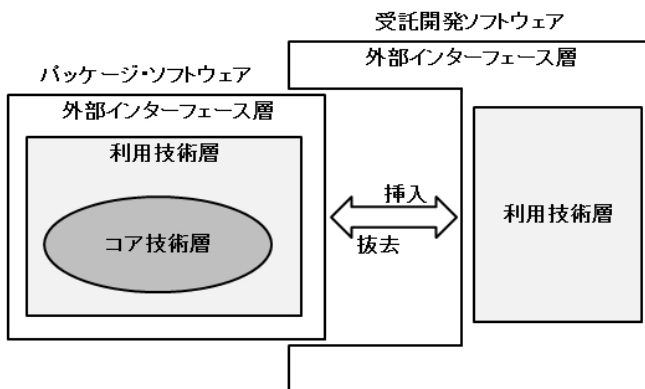 受託開発ソフトウェア
外部インターフェース層
パッケージ・ソフトウェア
外部インターフェース層
利用技術層
コア技術層
挿入
抜去
利用技術層